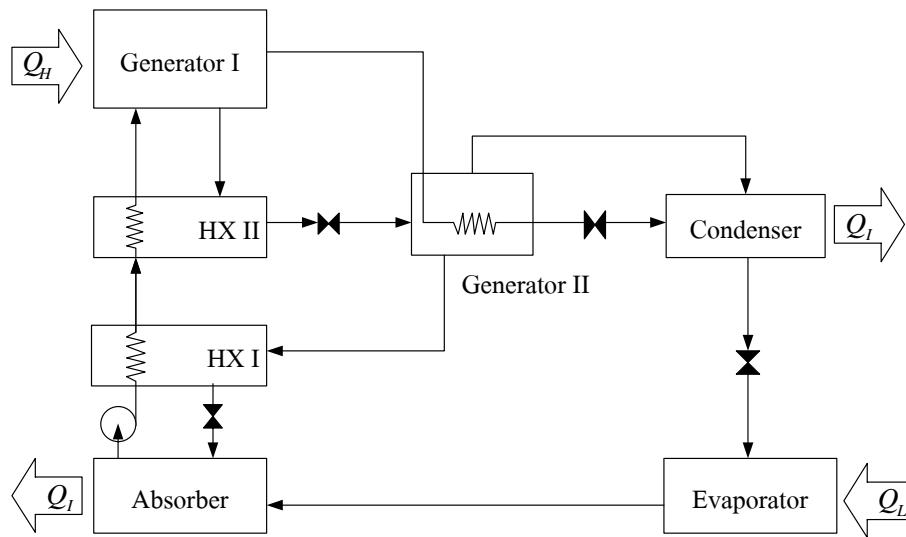 Generator I
Q_H
HX II
Condenser
Q_I
Generator II
HX I
Absorber
Q_I
Evaporator
Q_L